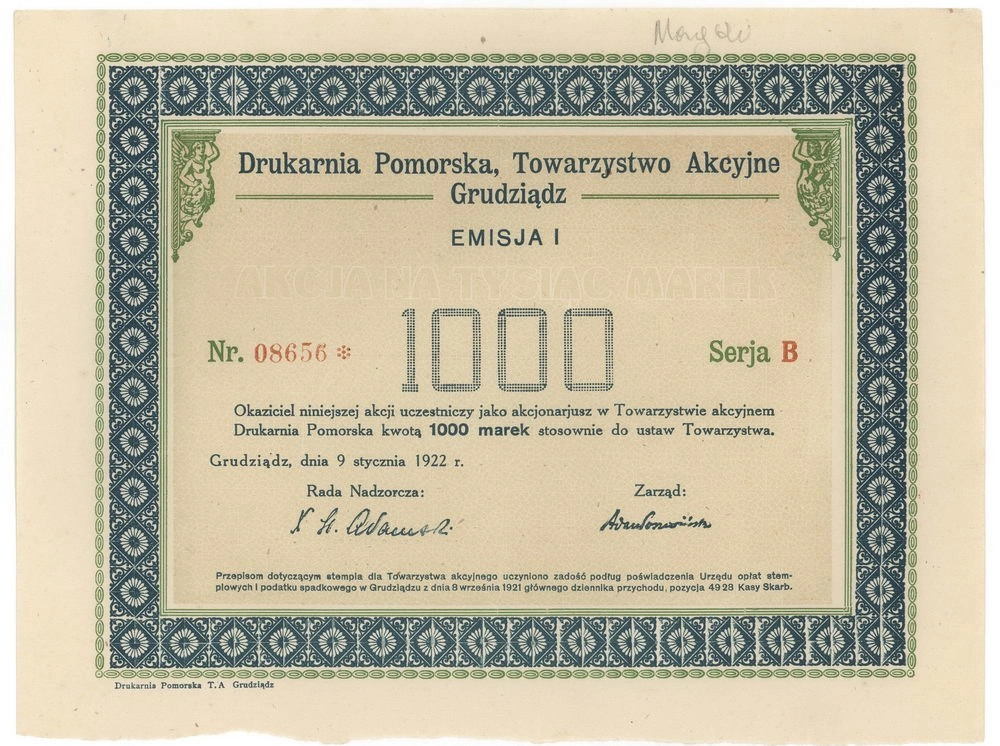 Drukarnia Pomorska, Towarzystwo Akcyjne
Grudziądz
EMISJA I
AKCJA NA TYSIĄC MAREK
1000
Nr. 08656 * Serja B
Okaziciel niniejszej akcji uczestniczy jako akcjonarjusz w Towarzystwie akcyjnem
Drukarnia Pomorska kwotą 1000 marek stosownie do ustaw Towarzystwa.
Grudziądz, dnia 9 stycznia 1922 r.
Rada Nadzorcza: Zarząd:
X St. Adamski
Przepisom dotyczącym stempla dla Towarzystwa akcyjnego uczyniono zadość podług poświadczenia Urzędu opłat stem-
plowych i podatku spadkowego w Grudziądzu z dnia 8 września 1921 głównego dziennika przychodu, pozycja 4928 Kasy Skarb.
Drukarnia Pomorska T. A Grudziądz